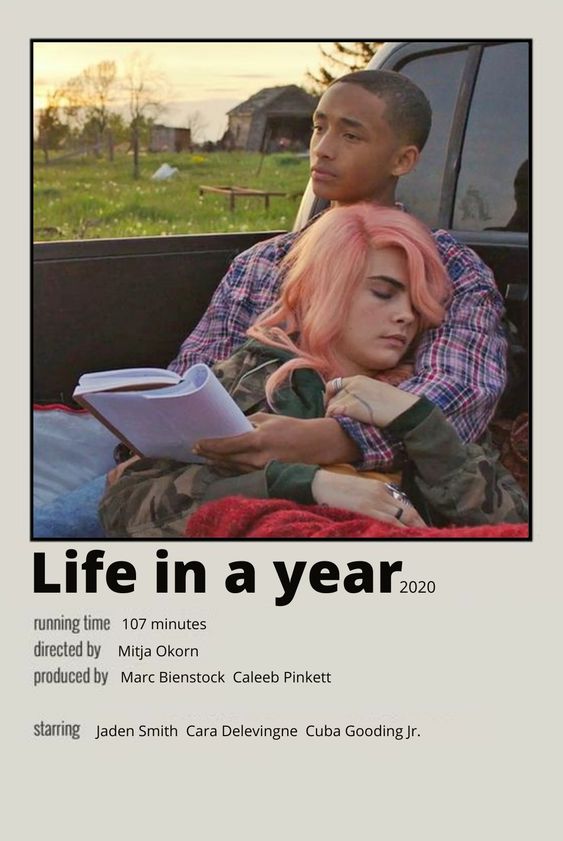 Life in a year 2020
running time 107 minutes
directed by Mitja Okorn
produced by Marc Bienstock Caleeb Pinkett
starring Jaden Smith Cara Delevingne Cuba Gooding Jr.